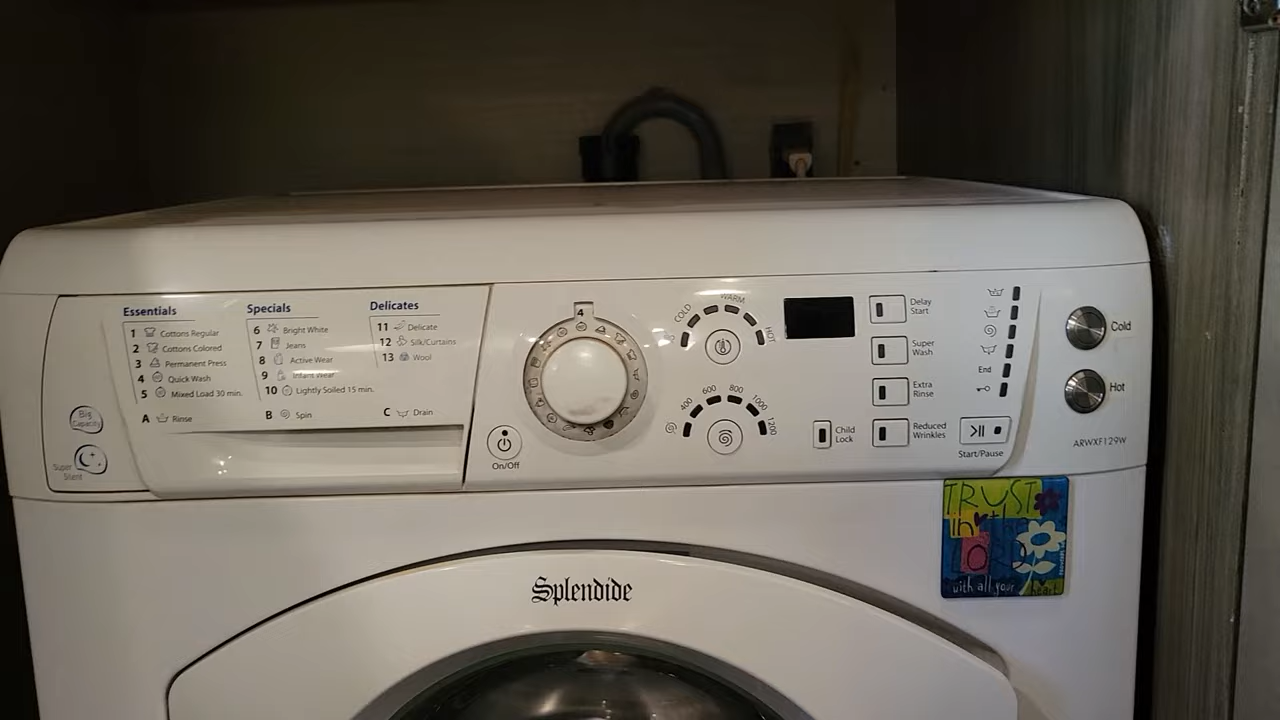 Essentials
1 Cottons Regular
2 Cottons Colored
3 Permanent Press
4 Quick Wash
5 Mixed Load 30 min.
A Rinse
Specials
6 Bright White
7 Jeans
8 Active Wear
9 Infant Wear
10 Lightly Soiled 15 min.
B Spin
Delicates
11 Delicate
12 Silk/Curtains
13 Wool
C Drain
Big
Capacity
Super
Silent
4
On/Off
COLD WARM HOT
400 600 800 1000 1200
Child
Lock
Delay
Start
Super
Wash
Extra
Rinse
Reduced
Wrinkles
End
Start/Pause
Cold
Hot
ARWXF129W
Splendide
TRUST
in the
LORD
with all your heart